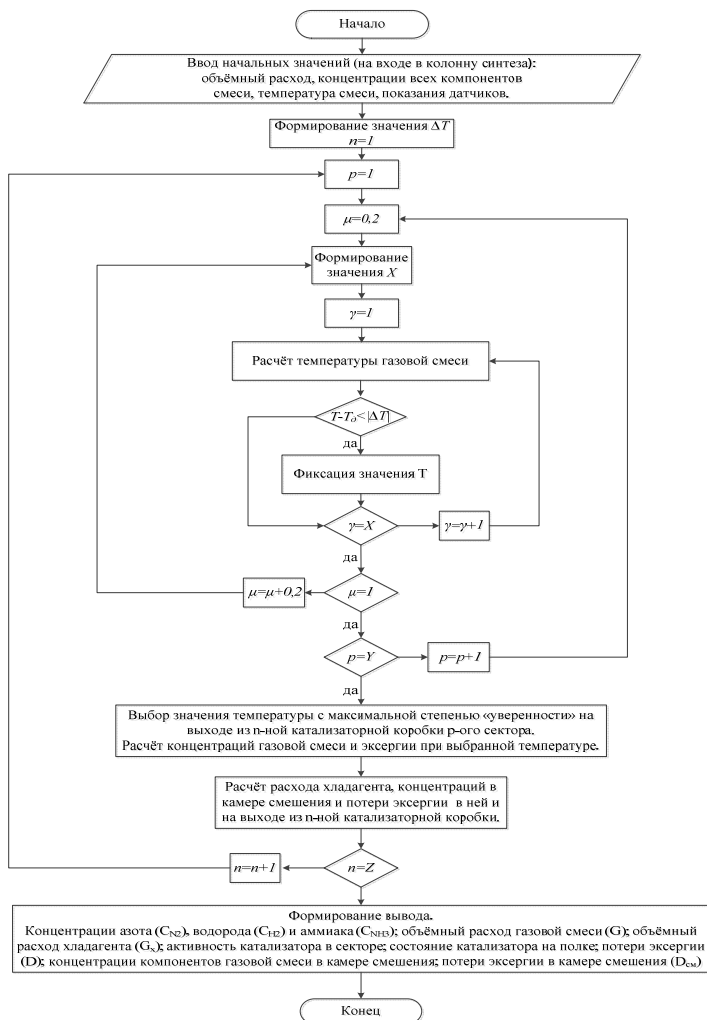 Начало
Ввод начальных значений (на входе в колонну синтеза):
объёмный расход, концентрации всех компонентов
смеси, температура смеси, показания датчиков.
Формирование значения ΔT
n=1
p=1
μ=0,2
Формирование
значения X
γ=1
Расчёт температуры газовой смеси
T-Tд<|ΔT|
да
Фиксация значения T
γ=X
γ=γ+1
да
μ=μ+0,2
μ=1
да
p=Y
p=p+1
да
Выбор значения температуры с максимальной степенью «уверенности» на
выходе из n-ной катализаторной коробки p-ого сектора.
Расчёт концентраций газовой смеси и эксергии при выбранной температуре.
Расчёт расхода хладагента, концентраций в
камере смешения и потери эксергии в ней и
на выходе из n-ной катализаторной коробки.
n=n+1
n=Z
Формирование вывода.
Концентрации азота (CN2), водорода (CH2) и аммиака (CNH3); объёмный расход газовой смеси (G); объёмный
расход хладагента (Gx); активность катализатора в секторе; состояние катализатора на полке; потери эксергии
(D); концентрации компонентов газовой смеси в камере смешения; потери эксергии в камере смешения (Dсм)
Конец